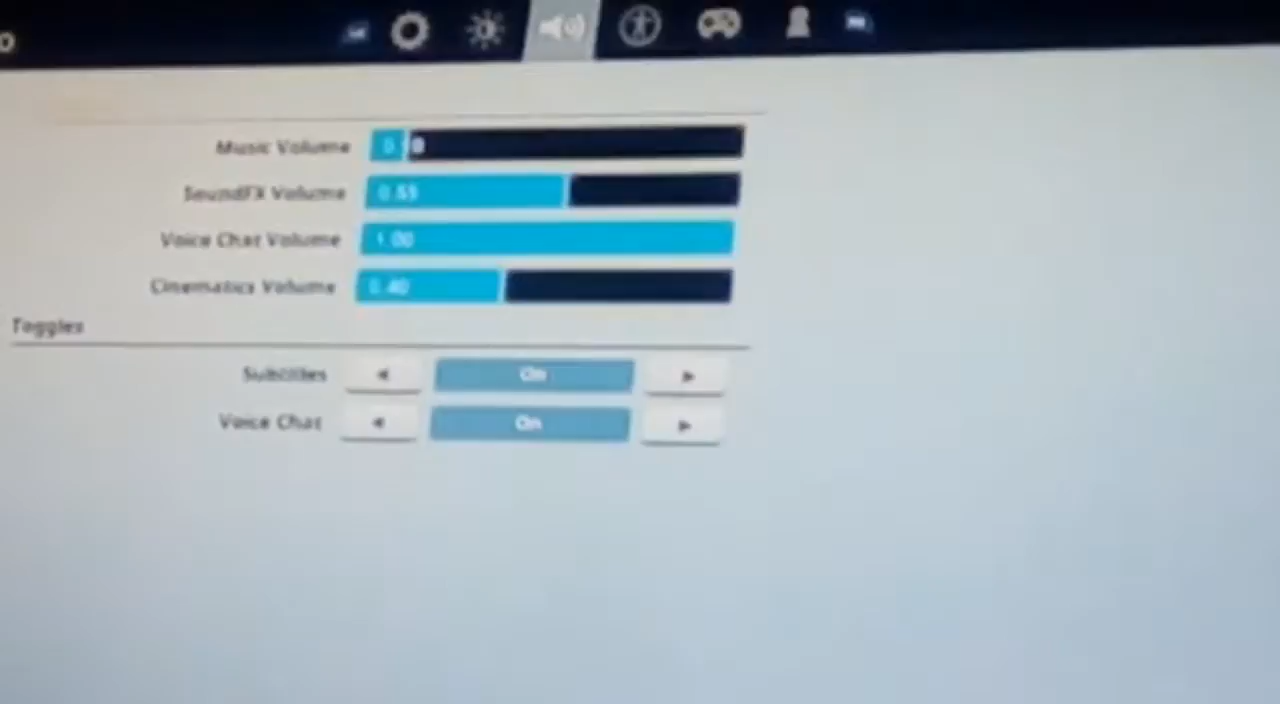 Music Volume
SoundFX Volume 0.55
Voice Chat Volume 1.00
Cinematics Volume 0.40
Toggles
Subtitles On
Voice Chat On